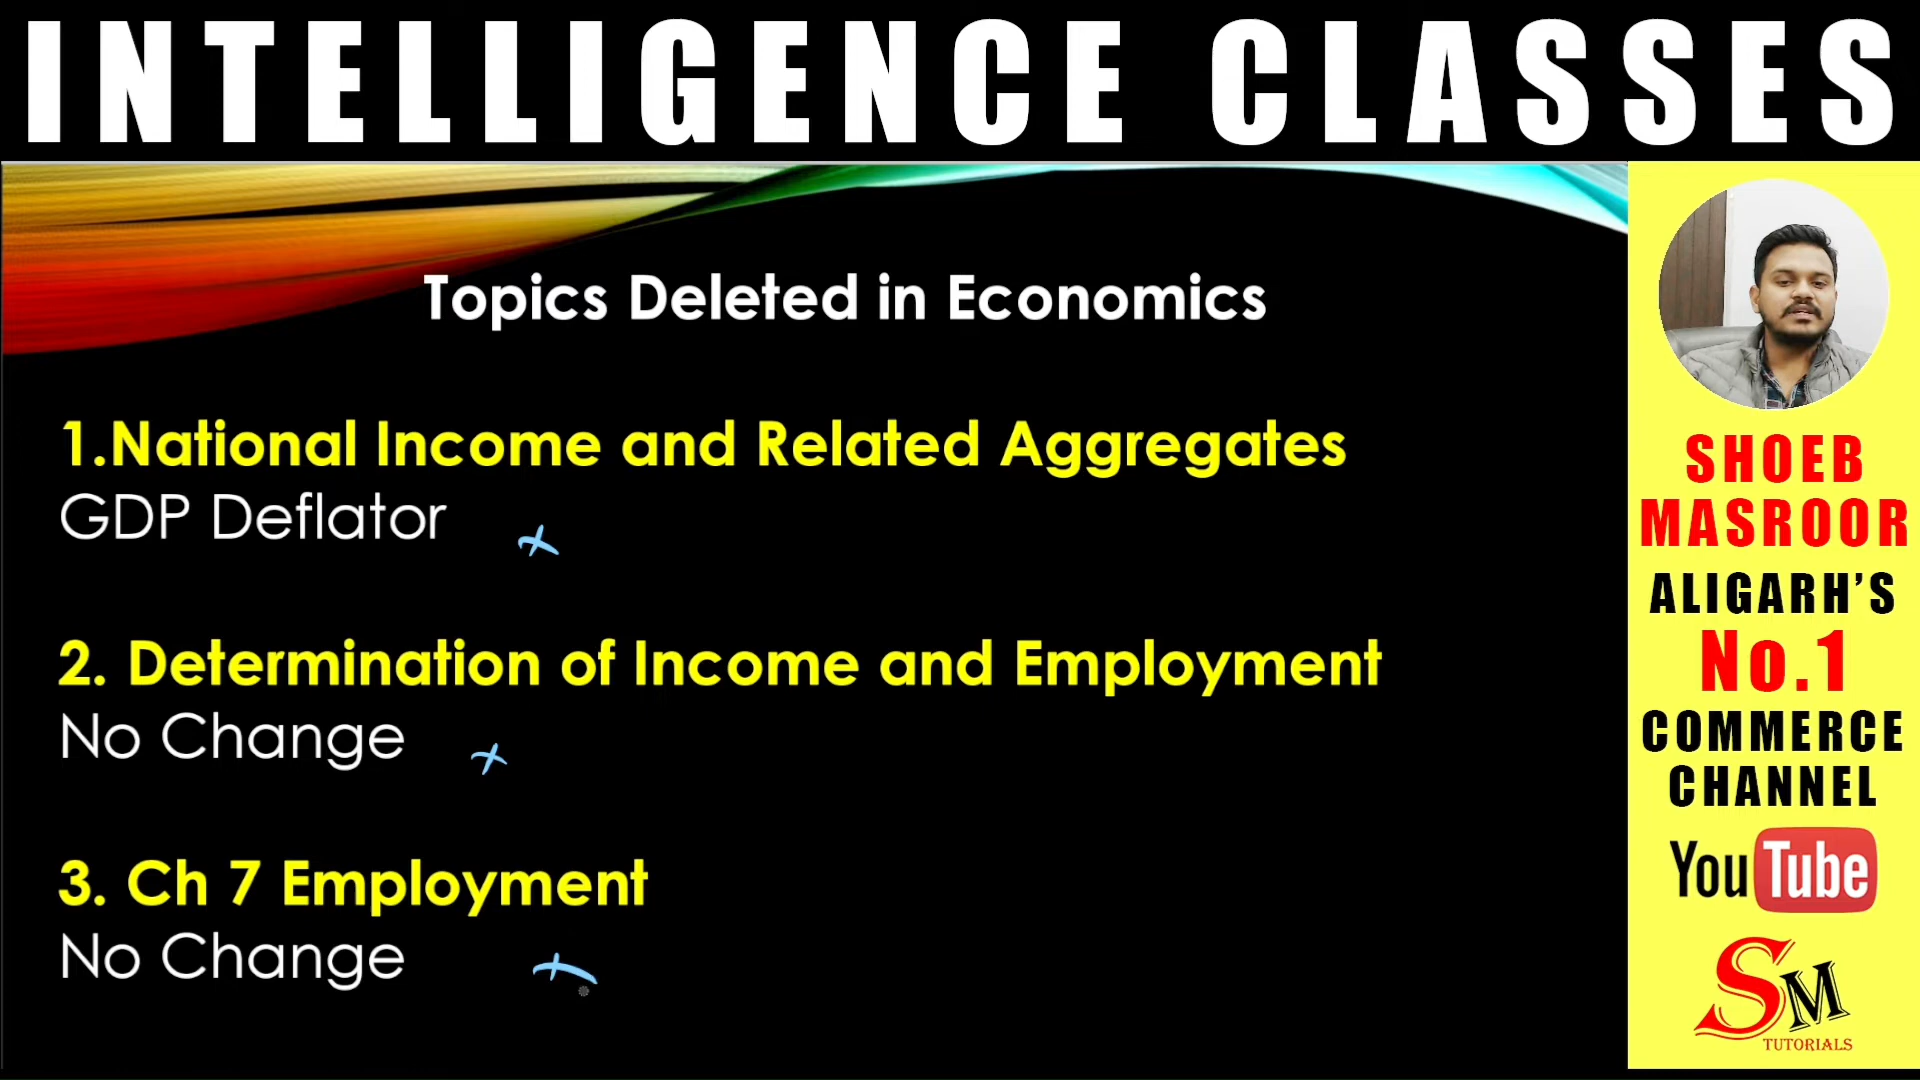 INTELLIGENCE CLASSES
Topics Deleted in Economics
1.National Income and Related Aggregates
GDP Deflator
2. Determination of Income and Employment
No Change
3. Ch 7 Employment
No Change
SHOEB
MASROOR
ALIGARH'S
No.1
COMMERCE
CHANNEL
YouTube
SM
TUTORIALS